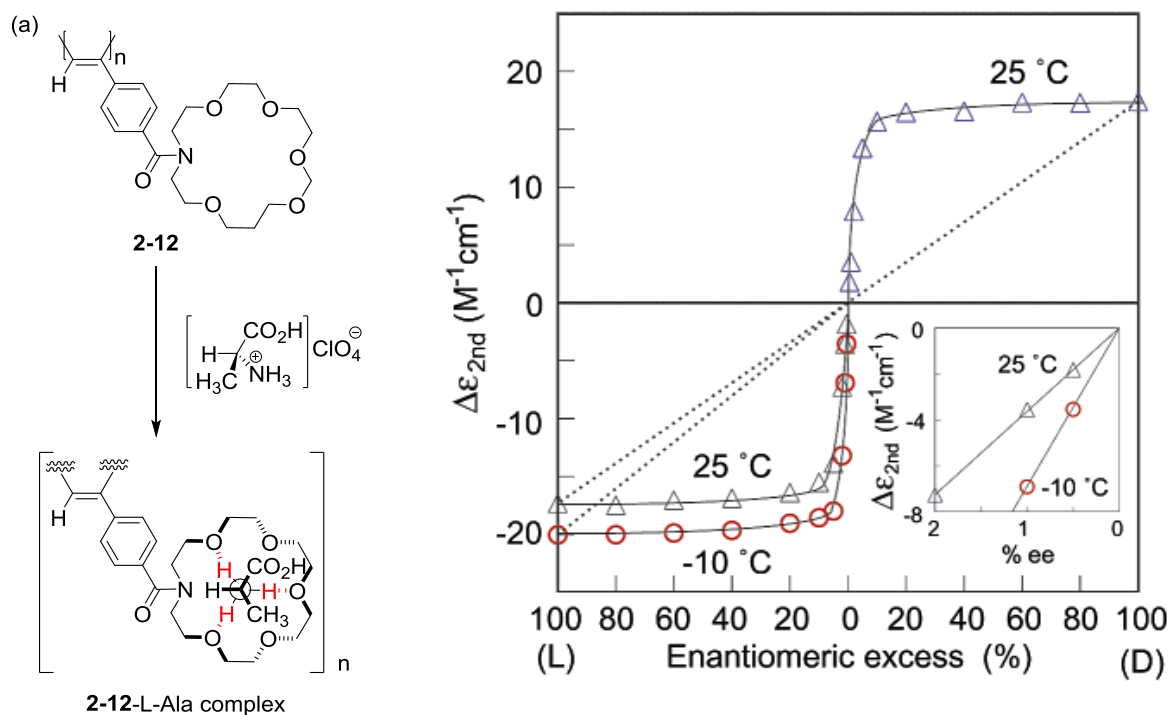 (a)
n
H
O
O
O
O
O
O
N
2-12
CO2H
H
H3C
NH3
+
ClO4
⊖
H
O
N
O
O
O
O
O
H
CO2H
H
H
H
CH3
n
2-12-L-Ala complex
Δε2nd (M-1cm-1)
20
10
0
-10
-20
25 ˚C
25 ˚C
-10 ˚C
100 80 60 40 20 0 20 40 60 80 100
(L) Enantiomeric excess (%) (D)
Δε2nd (M-1cm-1)
0
-4
-8
25 ˚C
-10 ˚C
2 1 0
% ee